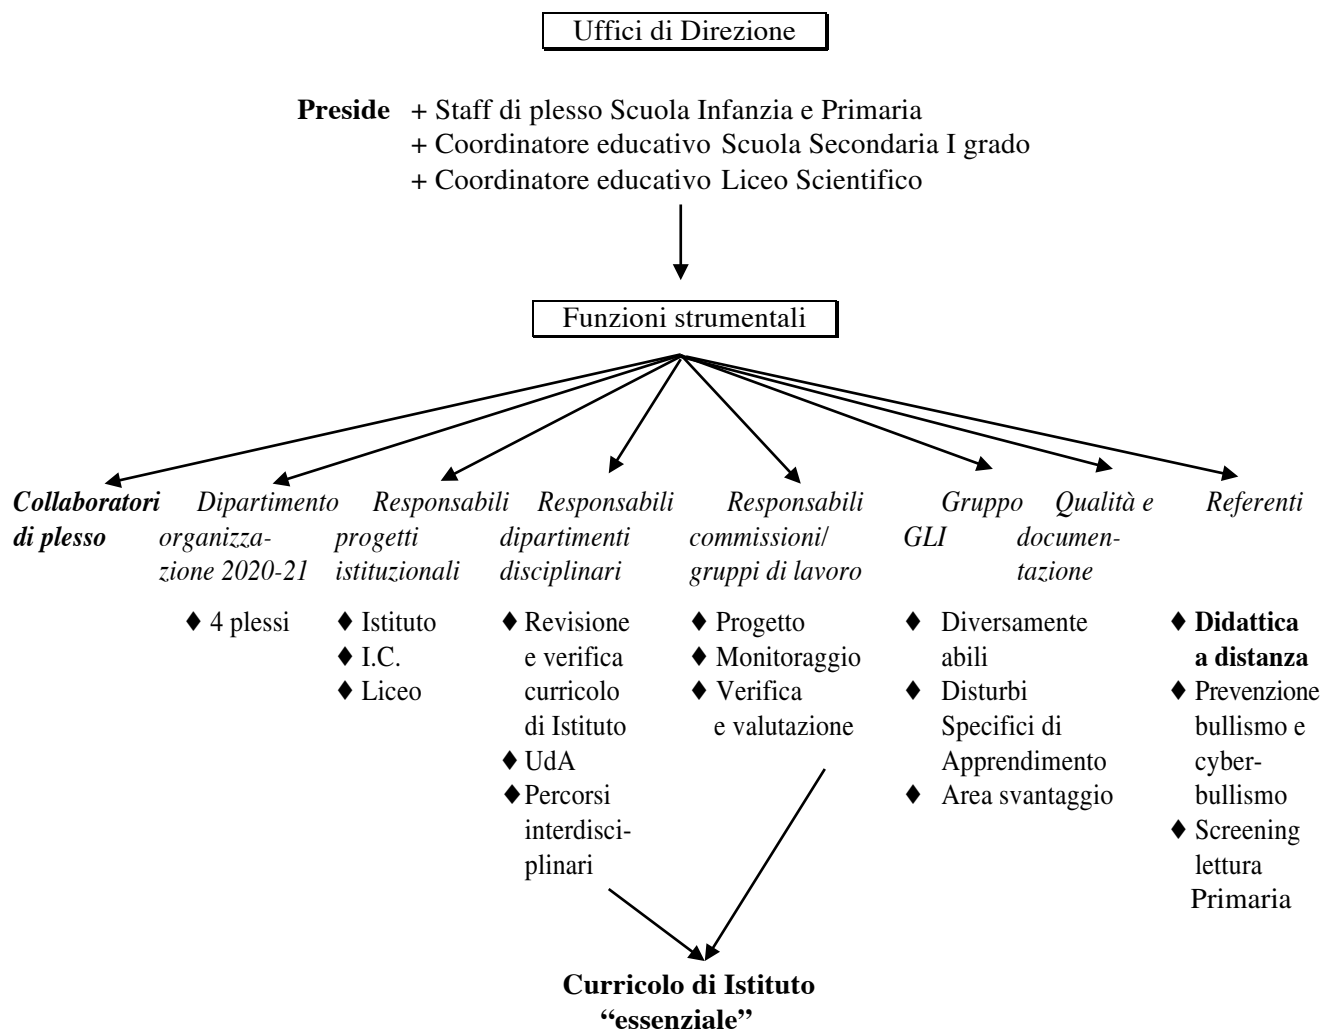 Uffici di Direzione
Preside + Staff di plesso Scuola Infanzia e Primaria
+ Coordinatore educativo Scuola Secondaria I grado
+ Coordinatore educativo Liceo Scientifico
Funzioni strumentali
Collaboratori
di plesso
Dipartimento
organizza-
zione 2020-21
♦ 4 plessi
Responsabili
progetti
istituzionali
♦ Istituto
♦ I.C.
♦ Liceo
Responsabili
dipartimenti
disciplinari
♦ Revisione
e verifica
curricolo
di Istituto
♦ UdA
♦ Percorsi
interdisci-
plinari
Responsabili
commissioni/
gruppi di lavoro
♦ Progetto
♦ Monitoraggio
♦ Verifica
e valutazione
Gruppo
GLI
♦ Diversamente
abili
♦ Disturbi
Specifici di
Apprendimento
♦ Area svantaggio
Qualità e
documen-
tazione
Referenti
♦ Didattica
a distanza
♦ Prevenzione
bullismo e
cyber-
bullismo
♦ Screening
lettura
Primaria
Curricolo di Istituto
“essenziale”